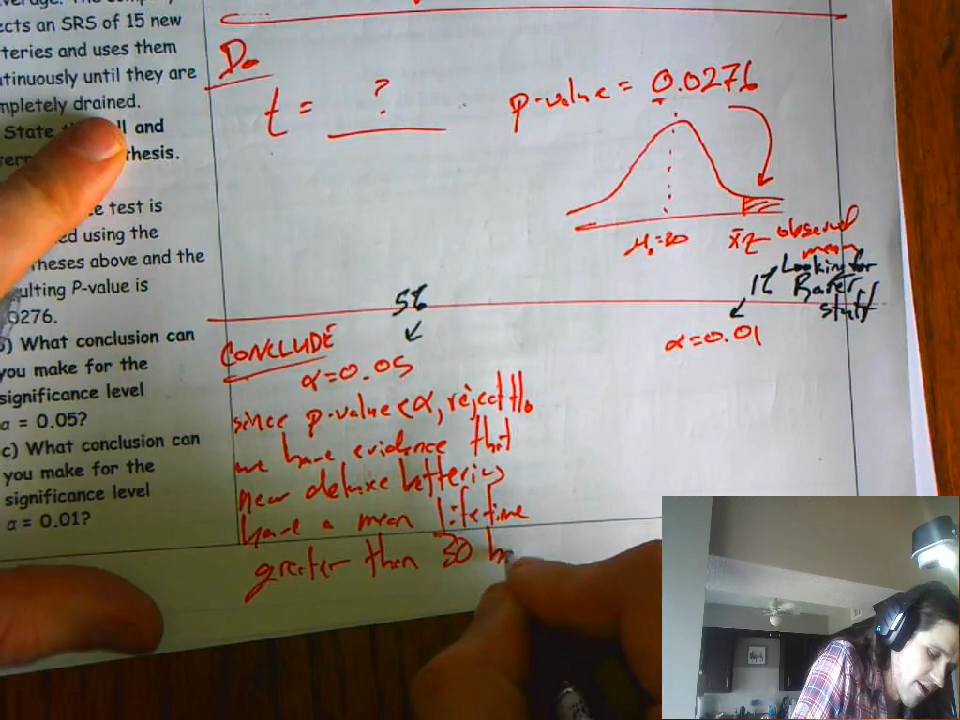 ects an SRS of 15 new
teries and uses them
tinuously until they are
mpletely drained.
State and
thesis.
e test is
ed using the
theses above and the
ulting P-value is
0276.
) What conclusion can
you make for the
significance level
α = 0.05?
c) What conclusion can
you make for the
significance level
α = 0.01?
Do
t = ?
p-value = 0.0276
μ₀=30
x̄ observed
mean
5%
1% Looking for
Rarer
stuff
CONCLUDE
α=0.05
α=0.01
since p-value<α, reject H₀
we have evidence that
new deluxe batteries
have a mean lifetime
greater than 30 h